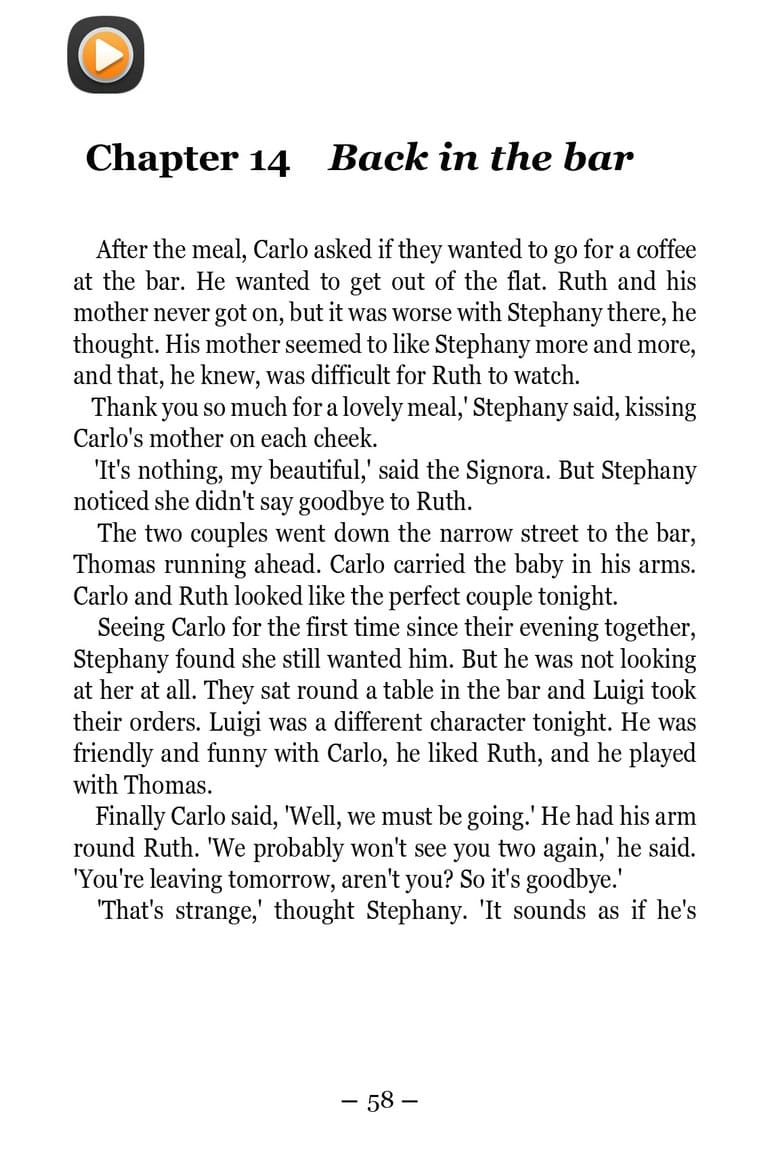 Chapter 14 Back in the bar
After the meal, Carlo asked if they wanted to go for a coffee
at the bar. He wanted to get out of the flat. Ruth and his
mother never got on, but it was worse with Stephany there, he
thought. His mother seemed to like Stephany more and more,
and that, he knew, was difficult for Ruth to watch.
Thank you so much for a lovely meal,' Stephany said, kissing
Carlo's mother on each cheek.
'It's nothing, my beautiful,' said the Signora. But Stephany
noticed she didn't say goodbye to Ruth.
The two couples went down the narrow street to the bar,
Thomas running ahead. Carlo carried the baby in his arms.
Carlo and Ruth looked like the perfect couple tonight.
Seeing Carlo for the first time since their evening together,
Stephany found she still wanted him. But he was not looking
at her at all. They sat round a table in the bar and Luigi took
their orders. Luigi was a different character tonight. He was
friendly and funny with Carlo, he liked Ruth, and he played
with Thomas.
Finally Carlo said, 'Well, we must be going.' He had his arm
round Ruth. 'We probably won't see you two again,' he said.
'You're leaving tomorrow, aren't you? So it's goodbye.'
'That's strange,' thought Stephany. 'It sounds as if he's
– 58 –